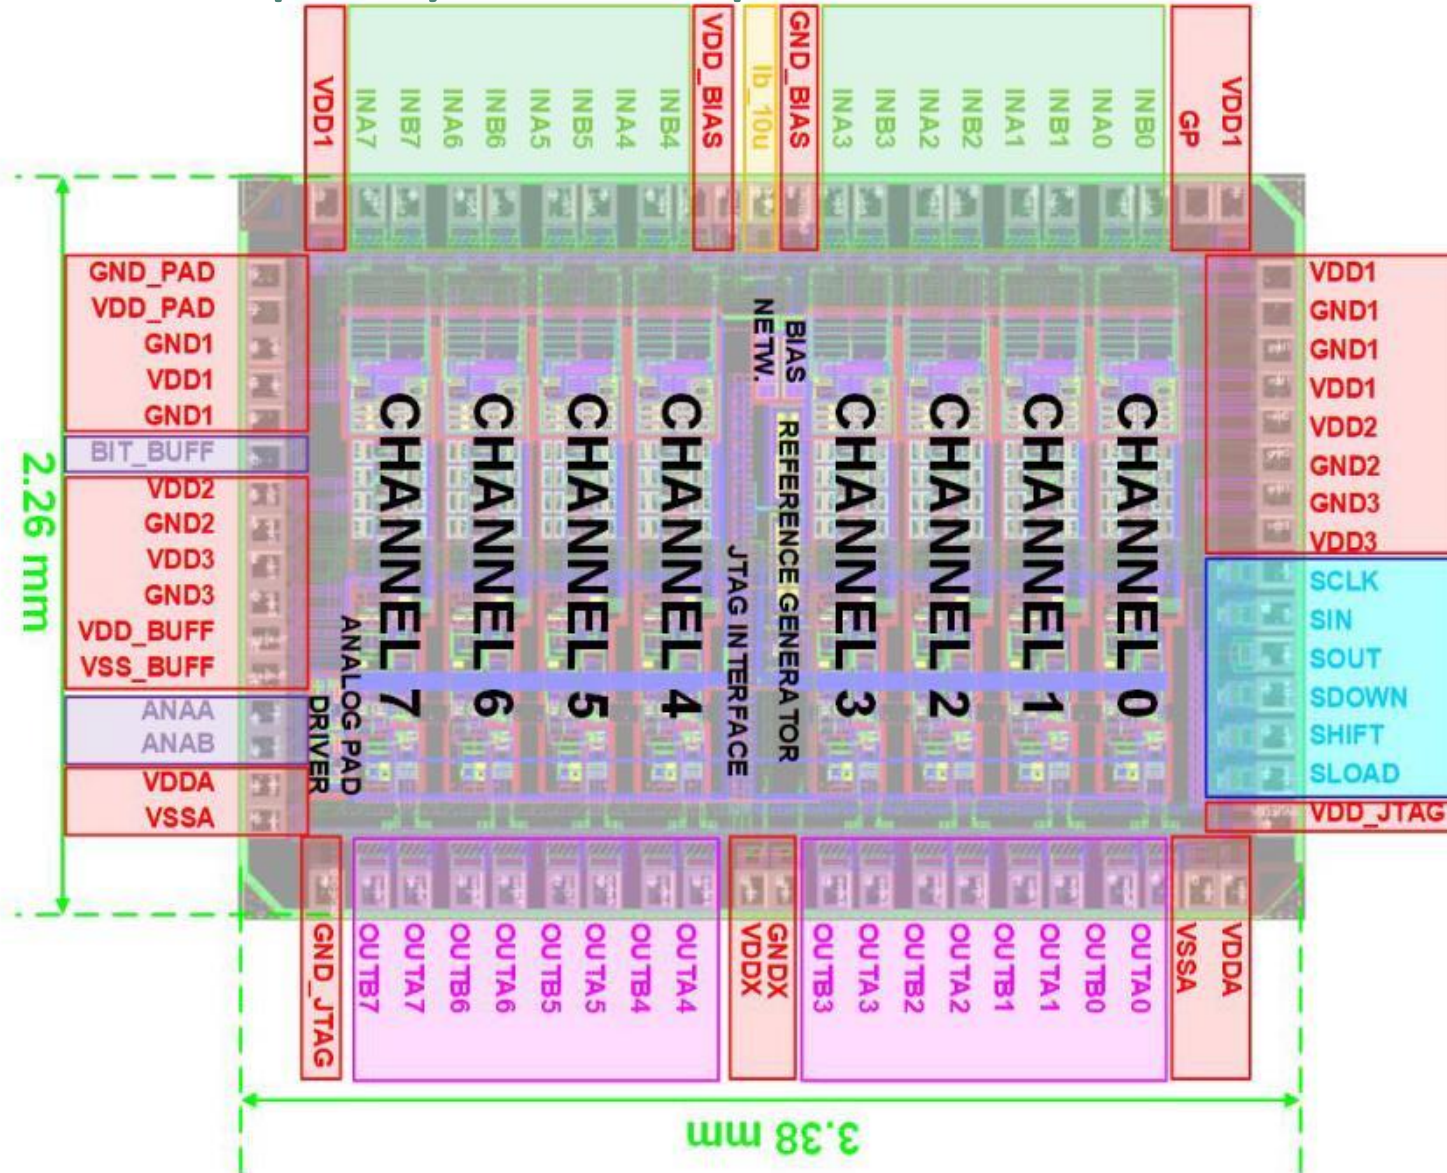 VDD1
INA7
INB7
INA6
INB6
INA5
INB5
INA4
INB4
VDD_BIAS
Ib_10u
GND_BIAS
INA3
INB3
INA2
INB2
INA1
INB1
INA0
INB0
GP
VDD1
GND_PAD
VDD_PAD
GND1
VDD1
GND1
BIT_BUFF
VDD2
GND2
VDD3
GND3
VDD_BUFF
VSS_BUFF
ANAA
ANAB
VDDA
VSSA
2.26 mm
CHANNEL 7
CHANNEL 6
CHANNEL 5
CHANNEL 4
BIAS
NETW.
REFERENCE GENERATOR
JTAG INTERFACE
CHANNEL 3
CHANNEL 2
CHANNEL 1
CHANNEL 0
ANALOG PAD
DRIVER
VDD1
GND1
GND1
VDD1
VDD2
GND2
GND3
VDD3
SCLK
SIN
SOUT
SDOWN
SHIFT
SLOAD
VDD_JTAG
GND_JTAG
OUTB7
OUTA7
OUTB6
OUTA6
OUTB5
OUTA5
OUTB4
OUTA4
VDDX
GNDX
OUTB3
OUTA3
OUTB2
OUTA2
OUTB1
OUTA1
OUTB0
OUTA0
VSSA
VDDA
3.38 mm